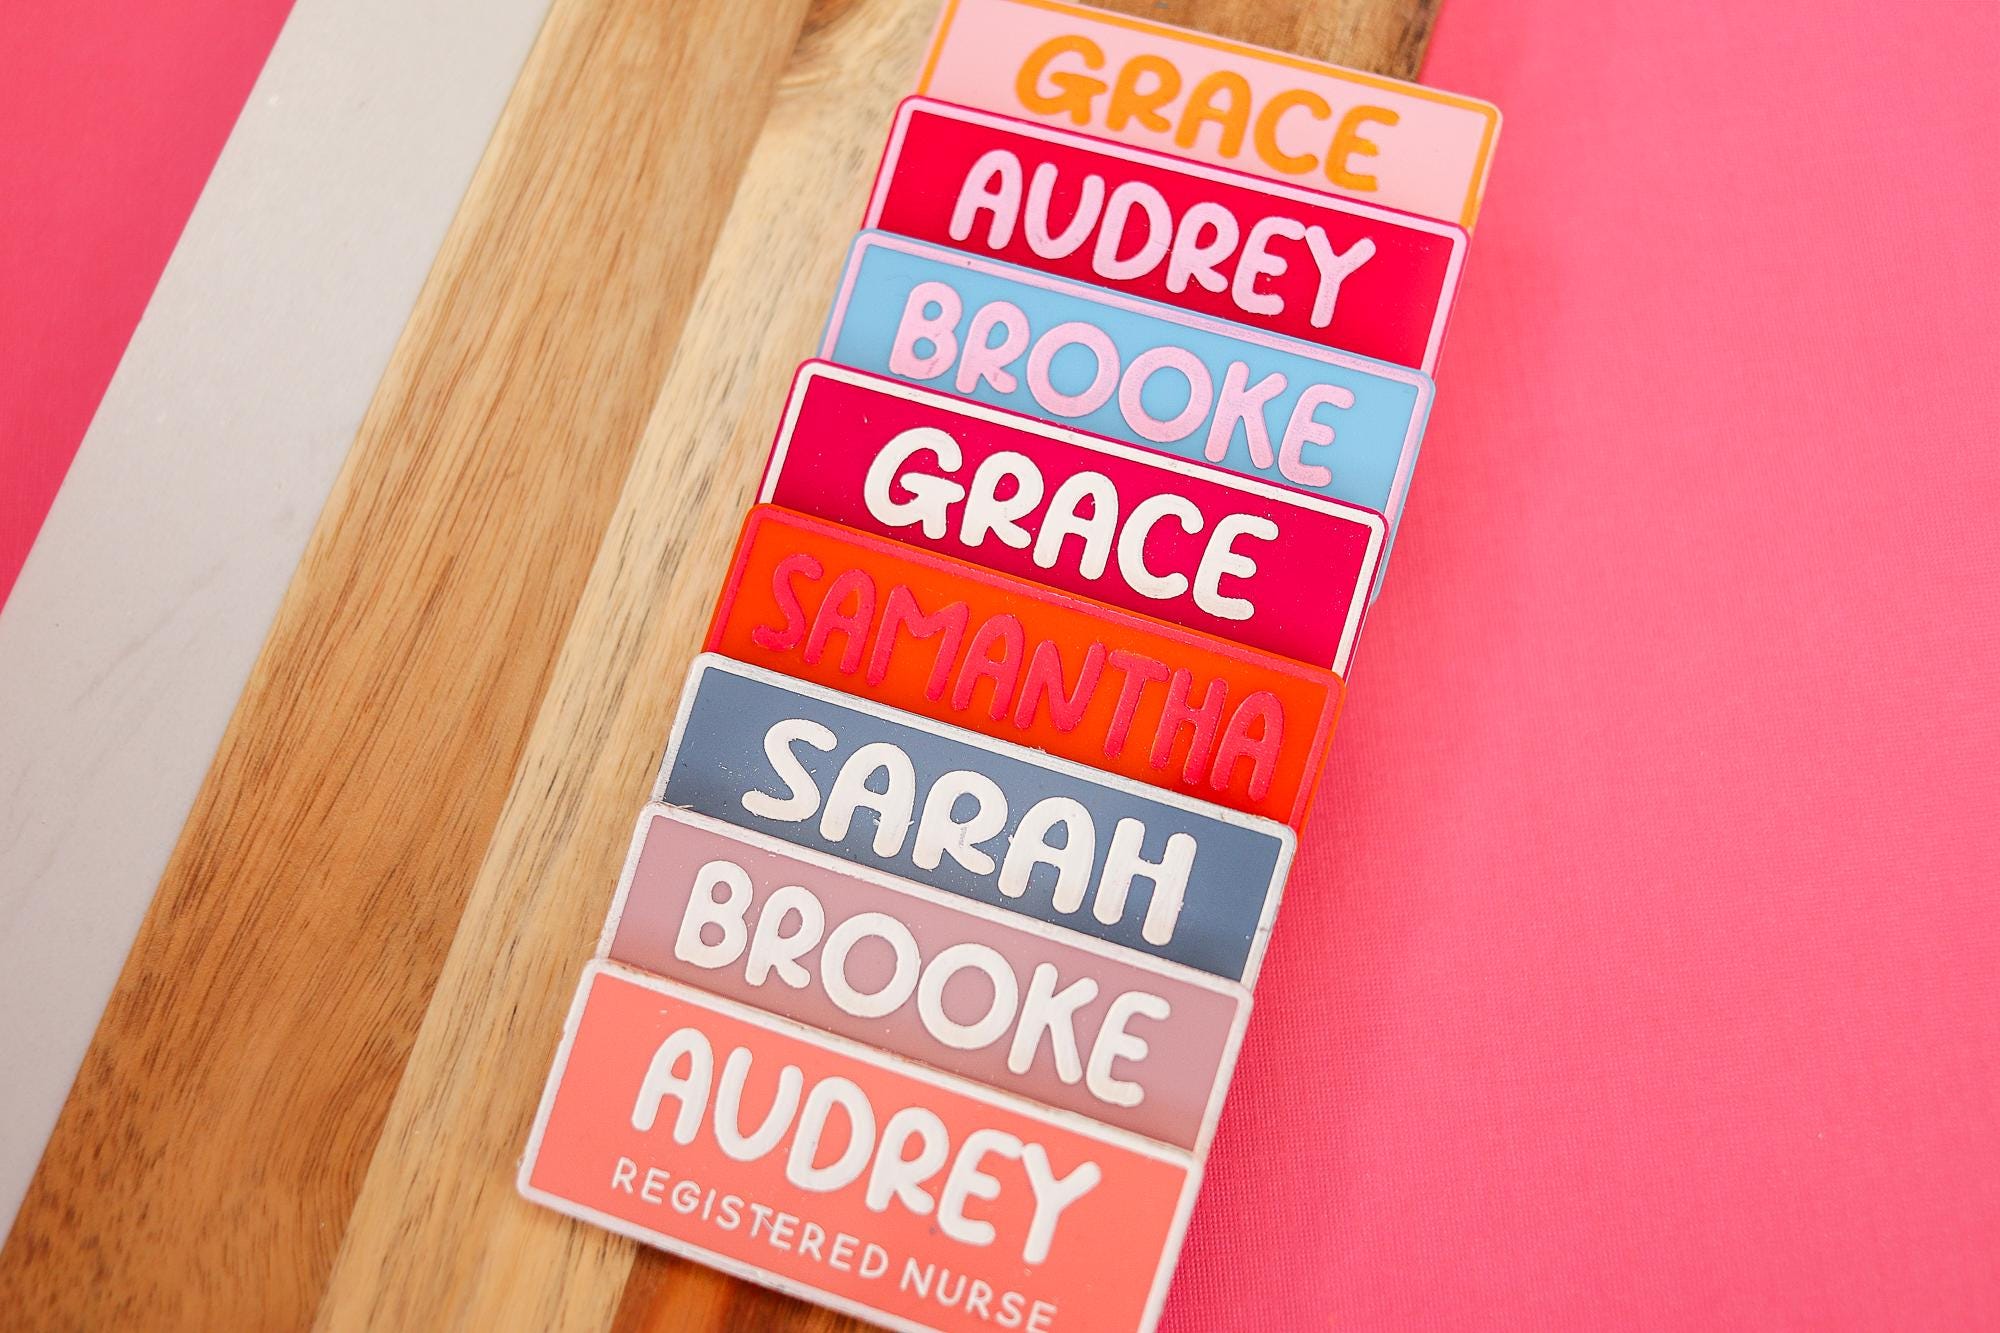 GRACE
AUDREY
BROOKE
GRACE
SAMANTHA
SARAH
BROOKE
AUDREY
REGISTERED NURSE